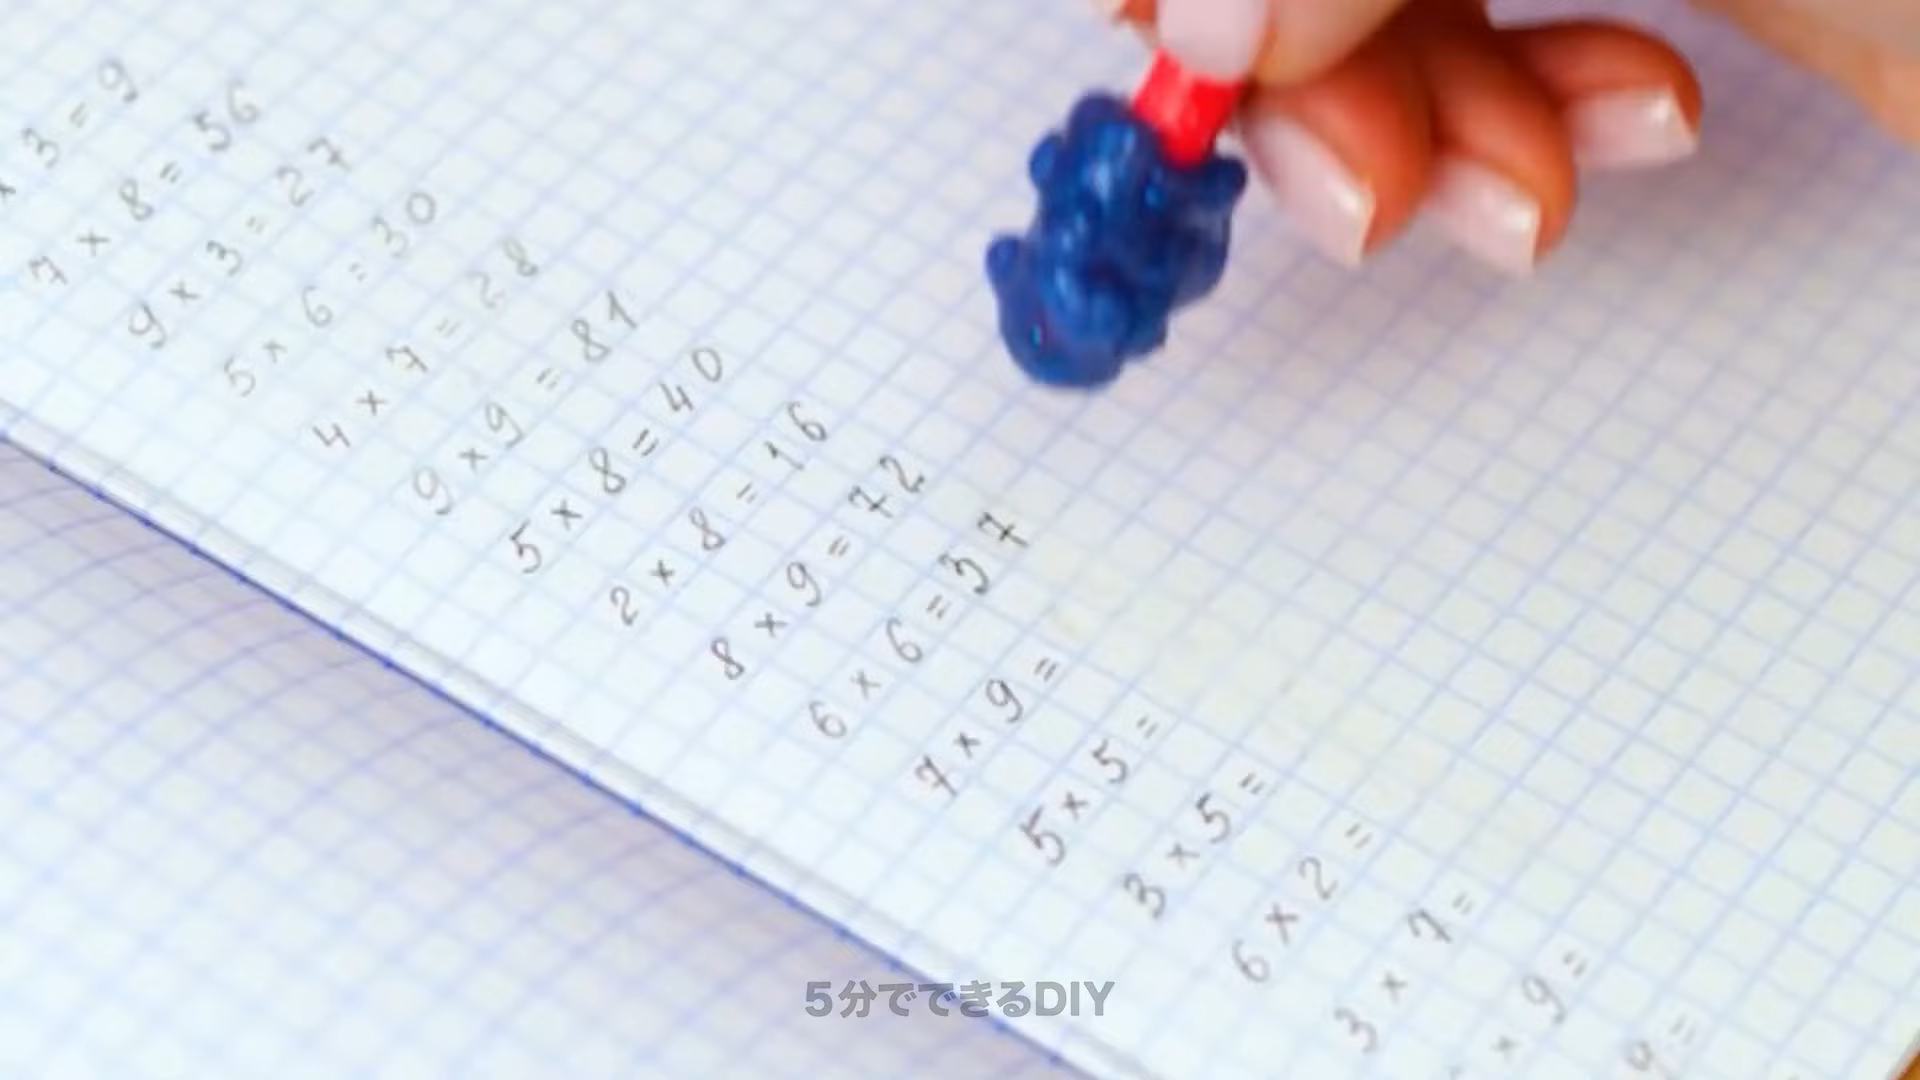 x 3 = 9
7 x 8 = 56
9 x 3 = 27
5 x 6 = 30
4 x 7 = 28
9 x 9 = 81
5 x 8 = 40
2 x 8 = 16
8 x 9 = 72
6 x 6 = 37
7 x 9 =
5 x 5 =
3 x 5 =
6 x 2 =
3 x 7 =
x 9 =
9 =
5分でできるDIY